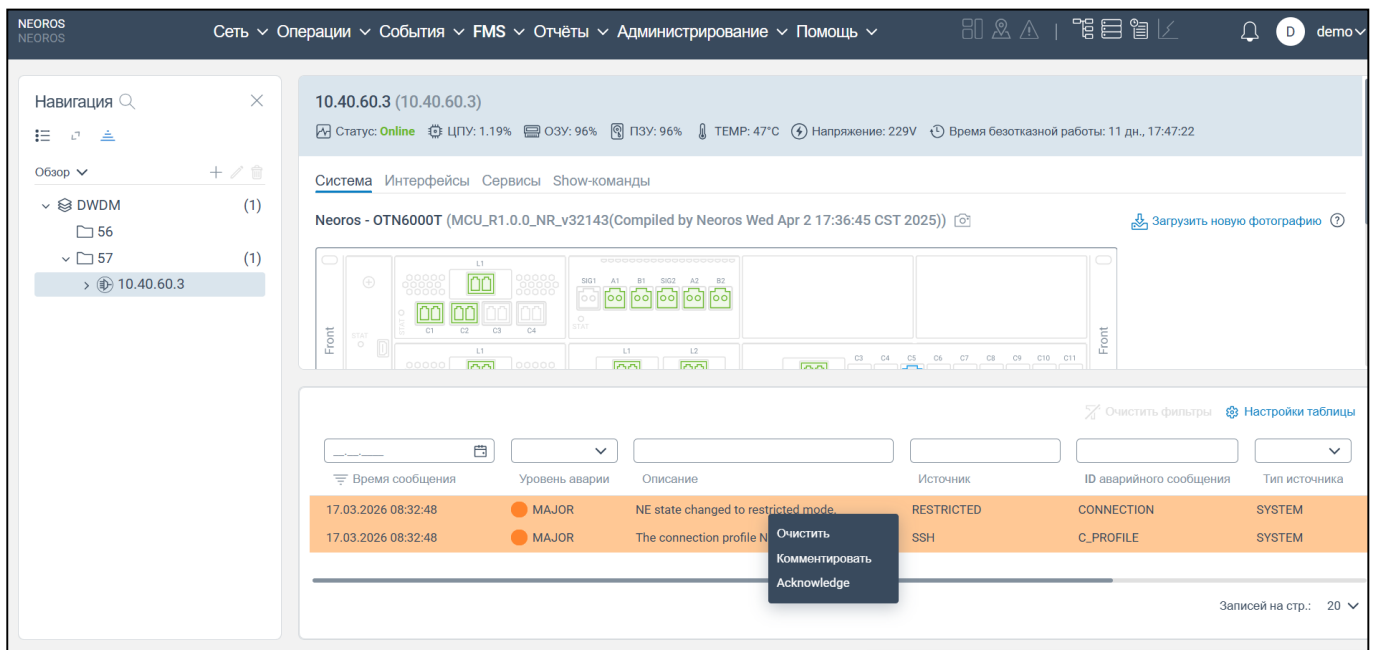 NEOROS
NEOROS
Сеть Операции События FMS Отчёты Администрирование Помощь
D demo
Навигация
Обзор
DWDM (1)
56
57 (1)
10.40.60.3
10.40.60.3 (10.40.60.3)
Статус: Online ЦПУ: 1.19% ОЗУ: 96% ПЗУ: 96% TEMP: 47°C Напряжение: 229V Время безотказной работы: 11 дн., 17:47:22
Система Интерфейсы Сервисы Show-команды
Neoros - OTN6000T (MCU_R1.0.0_NR_v32143(Compiled by Neoros Wed Apr 2 17:36:45 CST 2025))
Загрузить новую фотографию
L1
SIG1 A1 B1 SIG2 A2 B2
STAT
STAT
STAT
C1 C2 C3 C4
Front
Front
L1 L1 L2
C3 C4 C5 C6 C7 C8 C9 C10 C11
Очистить фильтры Настройки таблицы
__.__.____
Время сообщения Уровень аварии Описание Источник ID аварийного сообщения Тип источника
17.03.2026 08:32:48 MAJOR NE state changed to restricted mode. RESTRICTED CONNECTION SYSTEM
17.03.2026 08:32:48 MAJOR The connection profile N SSH C_PROFILE SYSTEM
Очистить
Комментировать
Acknowledge
Записей на стр.: 20